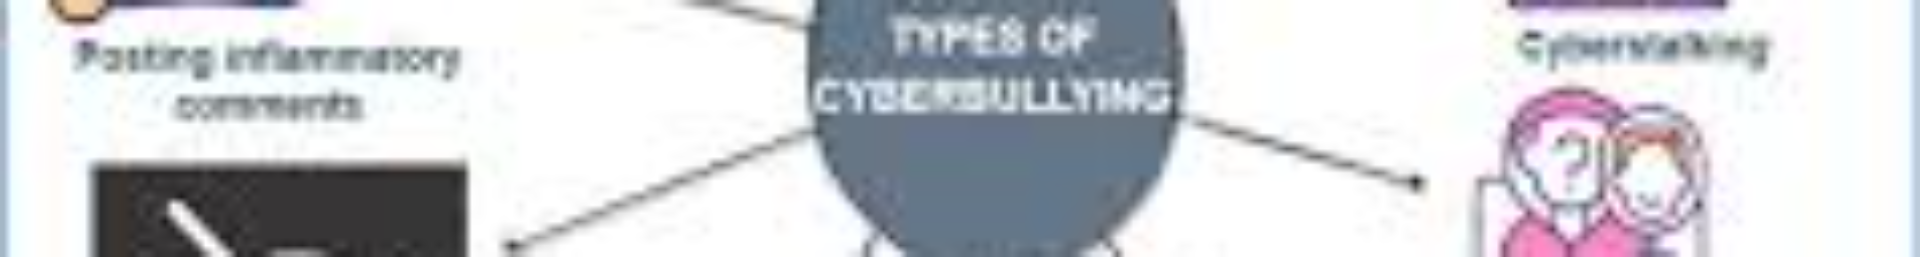 Posting inflammatory
comments
TYPES OF
CYBERBULLYING
Cyberstalking
?